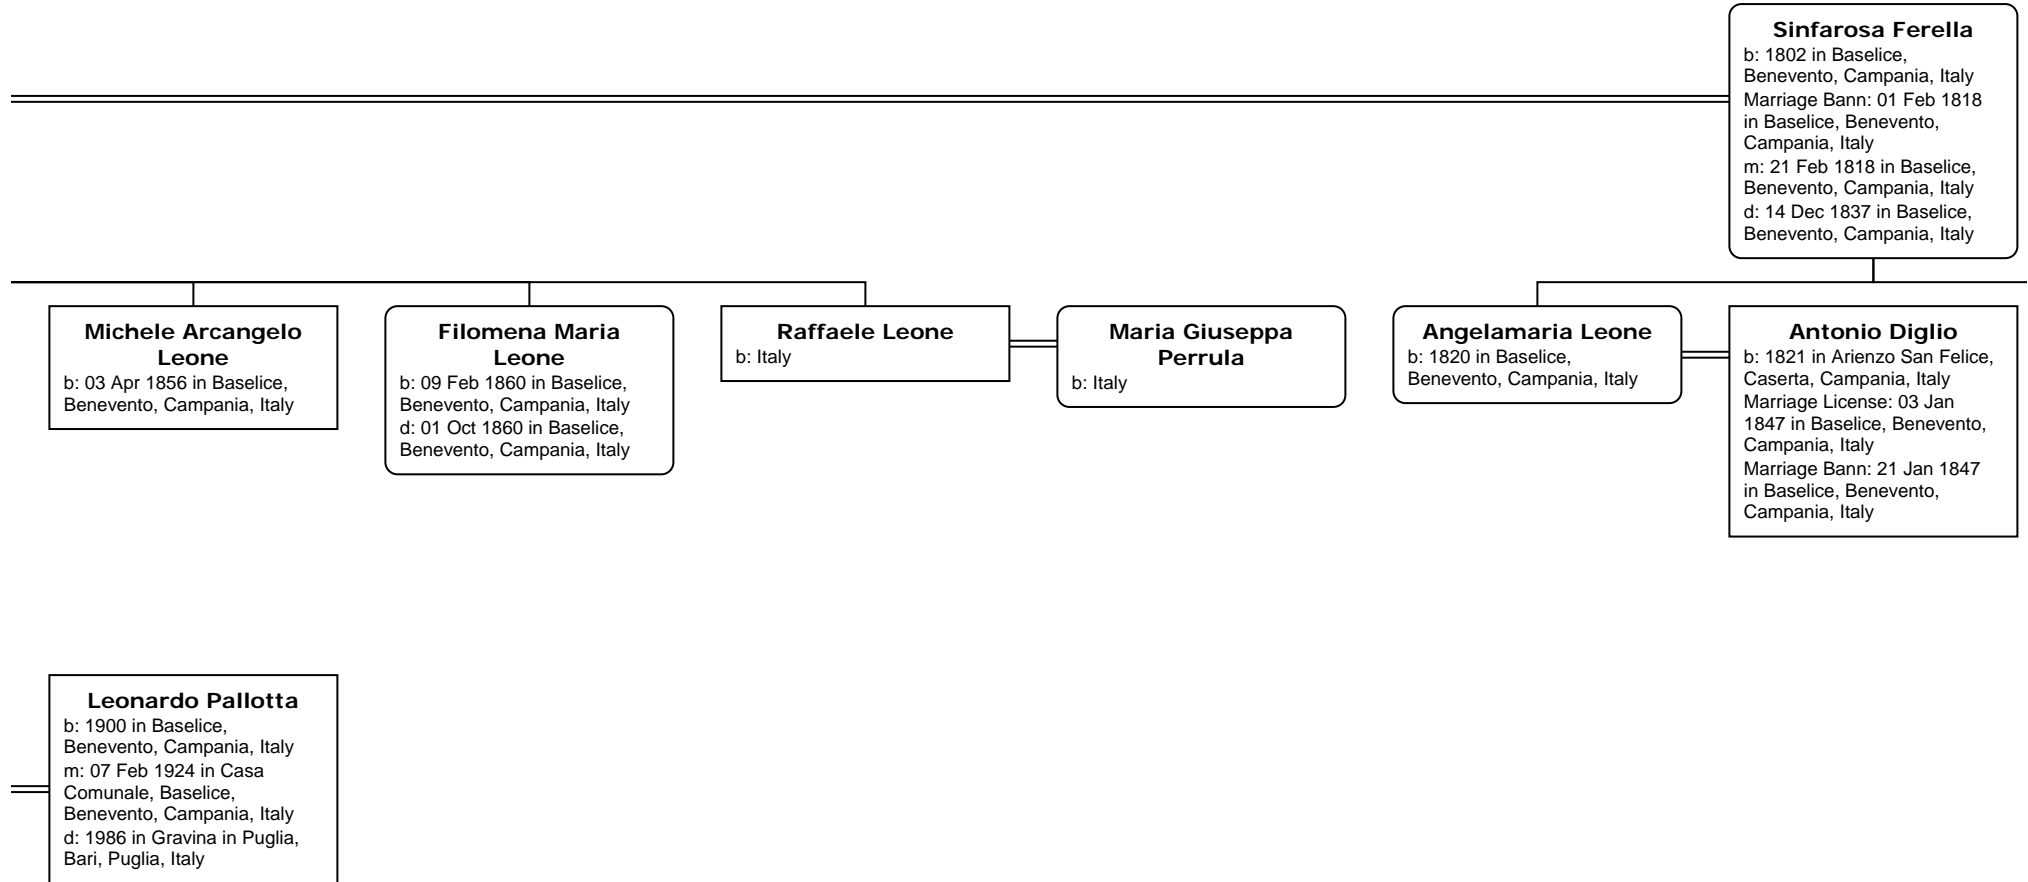 Sinfarosa Ferella
b: 1802 in Baselice,
Benevento, Campania, Italy
Marriage Bann: 01 Feb 1818
in Baselice, Benevento,
Campania, Italy
m: 21 Feb 1818 in Baselice,
Benevento, Campania, Italy
d: 14 Dec 1837 in Baselice,
Benevento, Campania, Italy
Michele Arcangelo
Leone
b: 03 Apr 1856 in Baselice,
Benevento, Campania, Italy
Filomena Maria
Leone
b: 09 Feb 1860 in Baselice,
Benevento, Campania, Italy
d: 01 Oct 1860 in Baselice,
Benevento, Campania, Italy
Raffaele Leone
b: Italy
Maria Giuseppa
Perrula
b: Italy
Angelamaria Leone
b: 1820 in Baselice,
Benevento, Campania, Italy
Antonio Diglio
b: 1821 in Arienzo San Felice,
Caserta, Campania, Italy
Marriage License: 03 Jan
1847 in Baselice, Benevento,
Campania, Italy
Marriage Bann: 21 Jan 1847
in Baselice, Benevento,
Campania, Italy
Leonardo Pallotta
b: 1900 in Baselice,
Benevento, Campania, Italy
m: 07 Feb 1924 in Casa
Comunale, Baselice,
Benevento, Campania, Italy
d: 1986 in Gravina in Puglia,
Bari, Puglia, Italy